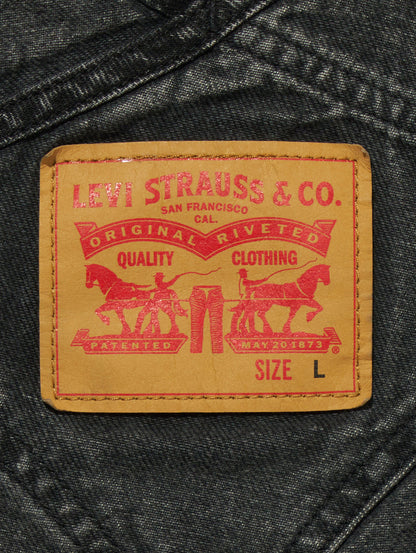 LEVI STRAUSS & CO.
SAN FRANCISCO
CAL.
ORIGINAL RIVETED
QUALITY CLOTHING
PATENTED MAY 20 1873
®
SIZE L